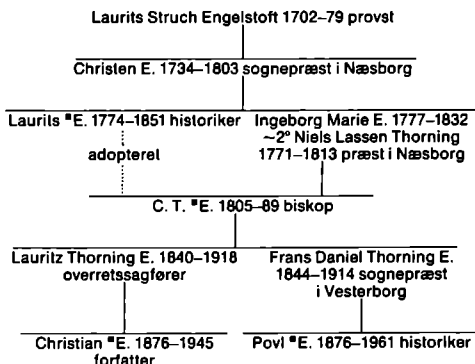 Laurits Struch Engelstoft 1702–79 provst
Christen E. 1734–1803 sognepræst i Næsborg
Laurits *E. 1774–1851 historiker
adopteret
Ingeborg Marie E. 1777–1832
~2° Niels Lassen Thorning
1771–1813 præst i Næsborg
C. T. *E. 1805–89 biskop
Lauritz Thorning E. 1840–1918
overretssagfører
Frans Daniel Thorning E.
1844–1914 sognepræst
i Vesterborg
Christian *E. 1876–1945
forfatter
Povl *E. 1876–1961 historiker